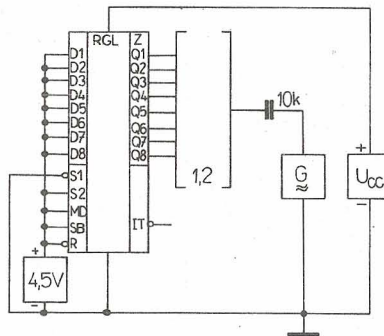 RGL Z
D1 Q1
D2 Q2
D3 Q3
D4 Q4
D5 Q5
D6 Q6
D7 Q7
D8 Q8
10k
1,2
S1
S2
MD
SB
R
IT
G
≈
+
UCC
−
+
4,5V
−